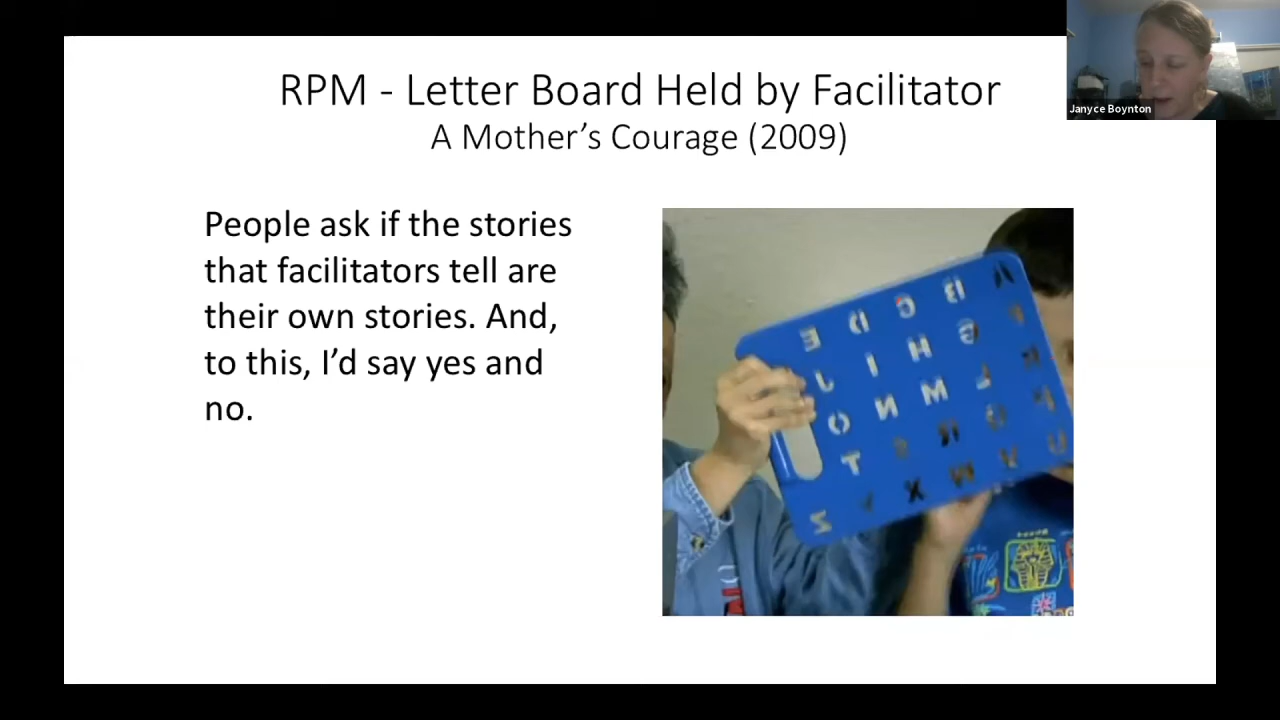 RPM - Letter Board Held by Facilitator
A Mother's Courage (2009)
People ask if the stories
that facilitators tell are
their own stories. And,
to this, I'd say yes and
no.
E D C B A
J I H G F
O N M L K
T S R Q P
Z Y X W V U
Janyce Boynton